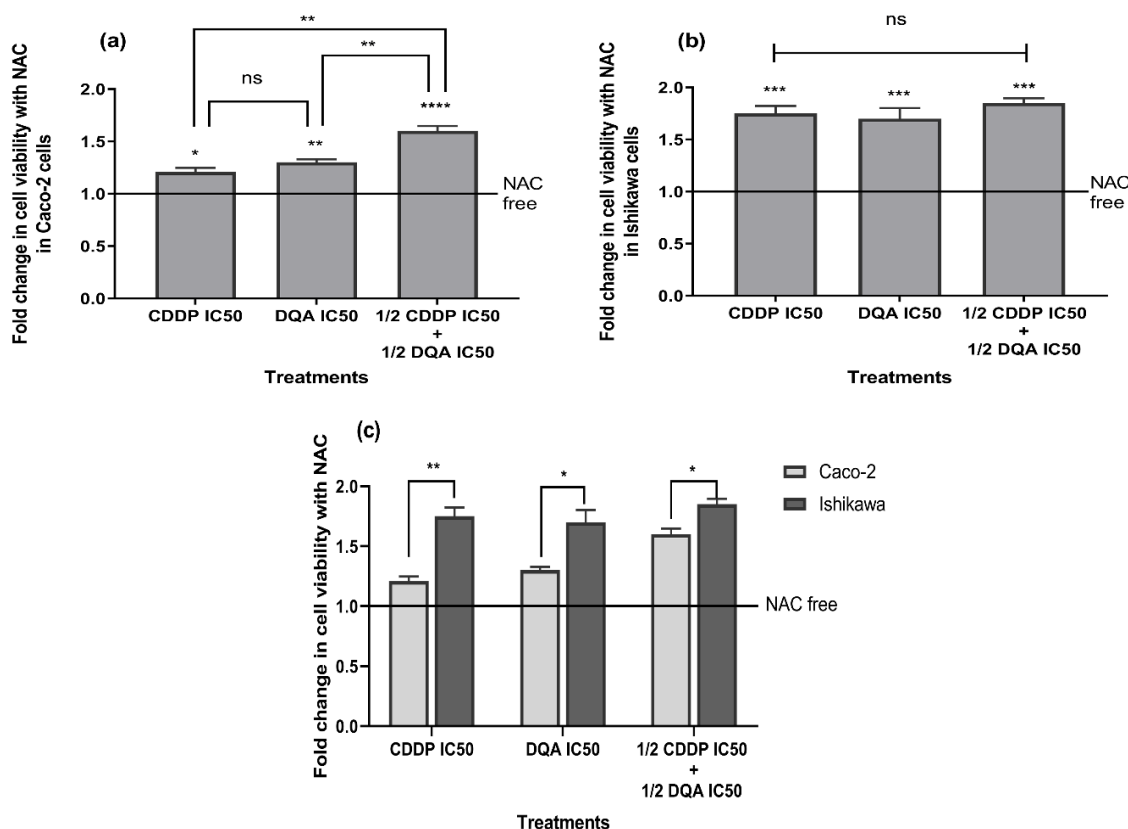 (a)
**
**
ns
****
**
*
Fold change in cell viability with NAC
in Caco-2 cells
2.0
1.5
1.0
0.5
0.0
NAC
free
CDDP IC50
DQA IC50
1/2 CDDP IC50
+
1/2 DQA IC50
Treatments
(b)
ns
***
***
***
Fold change in cell viability with NAC
in Ishikawa cells
2.0
1.5
1.0
0.5
0.0
NAC
free
CDDP IC50
DQA IC50
1/2 CDDP IC50
+
1/2 DQA IC50
Treatments
(c)
**
*
*
Caco-2
Ishikawa
Fold change in cell viability with NAC
2.0
1.5
1.0
0.5
0.0
NAC free
CDDP IC50
DQA IC50
1/2 CDDP IC50
+
1/2 DQA IC50
Treatments